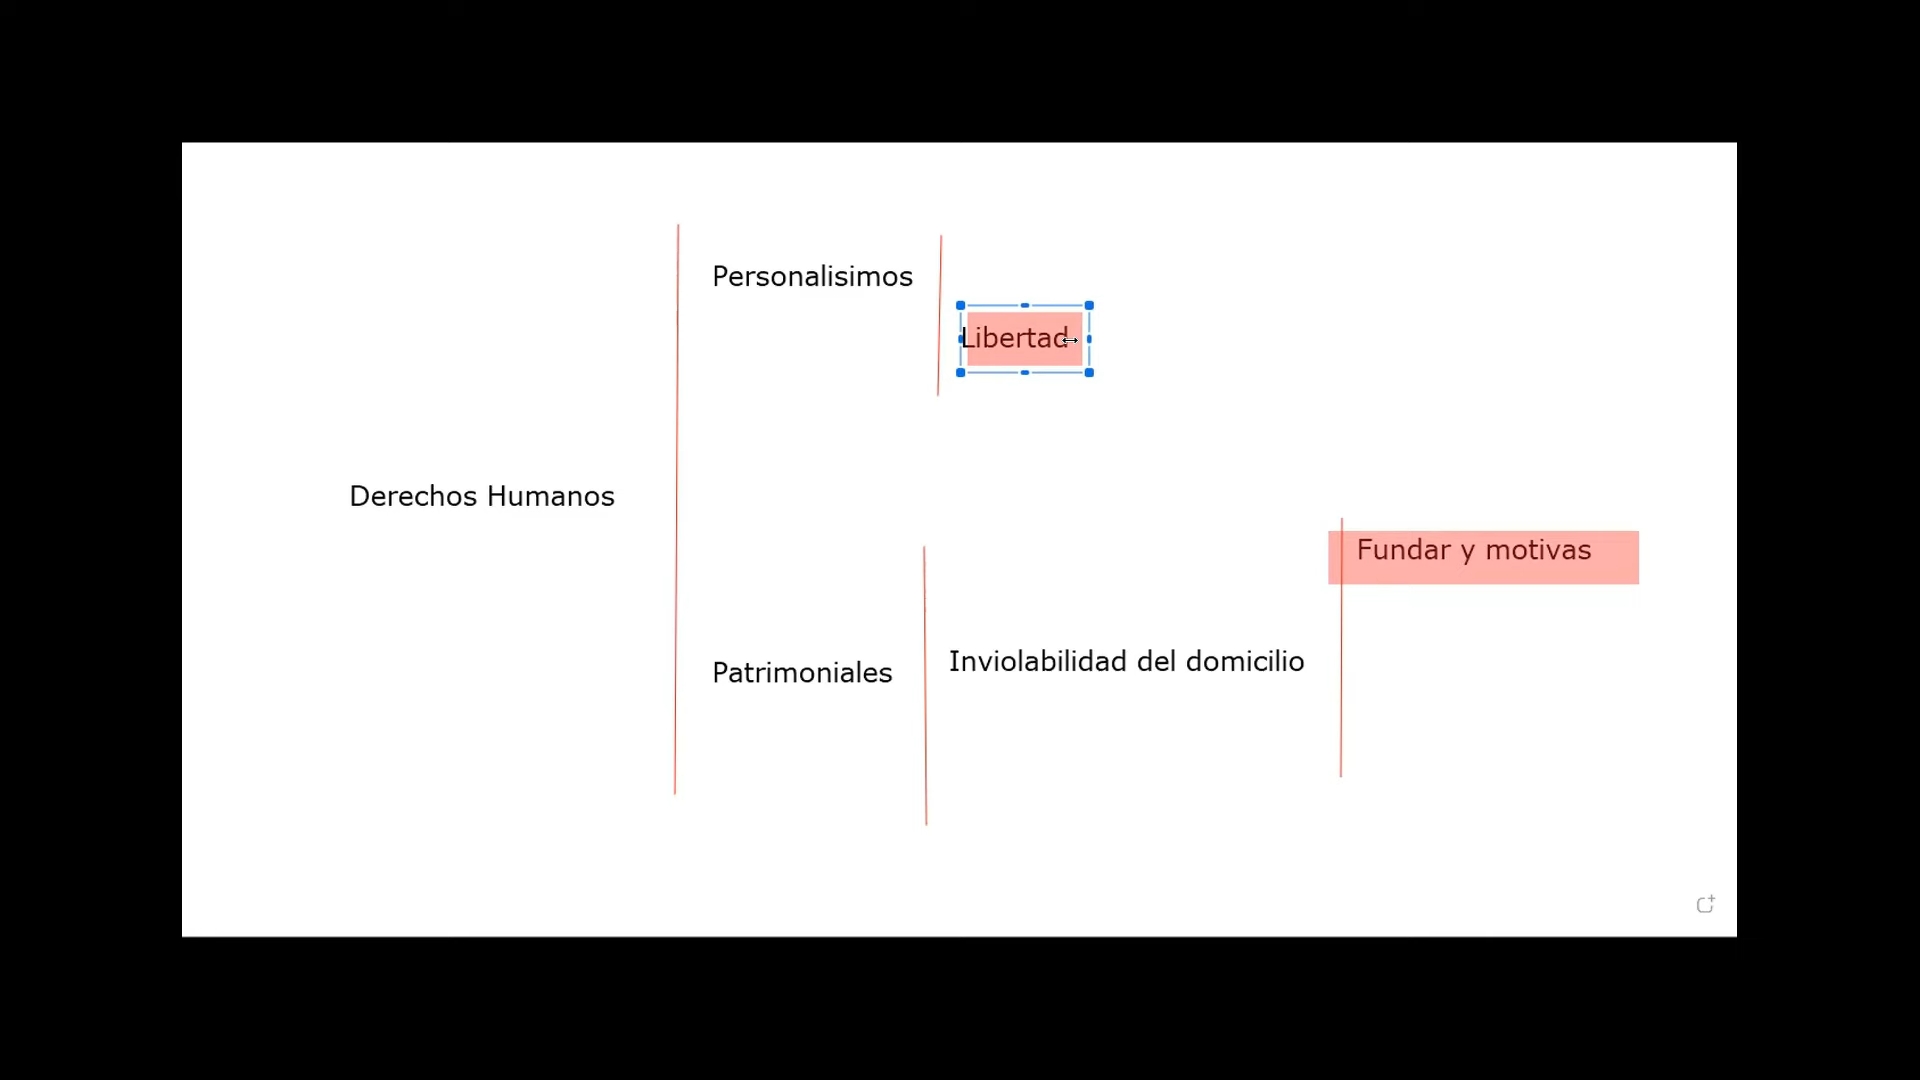 Personalisimos
Libertad
Derechos Humanos
Fundar y motivas
Inviolabilidad del domicilio
Patrimoniales